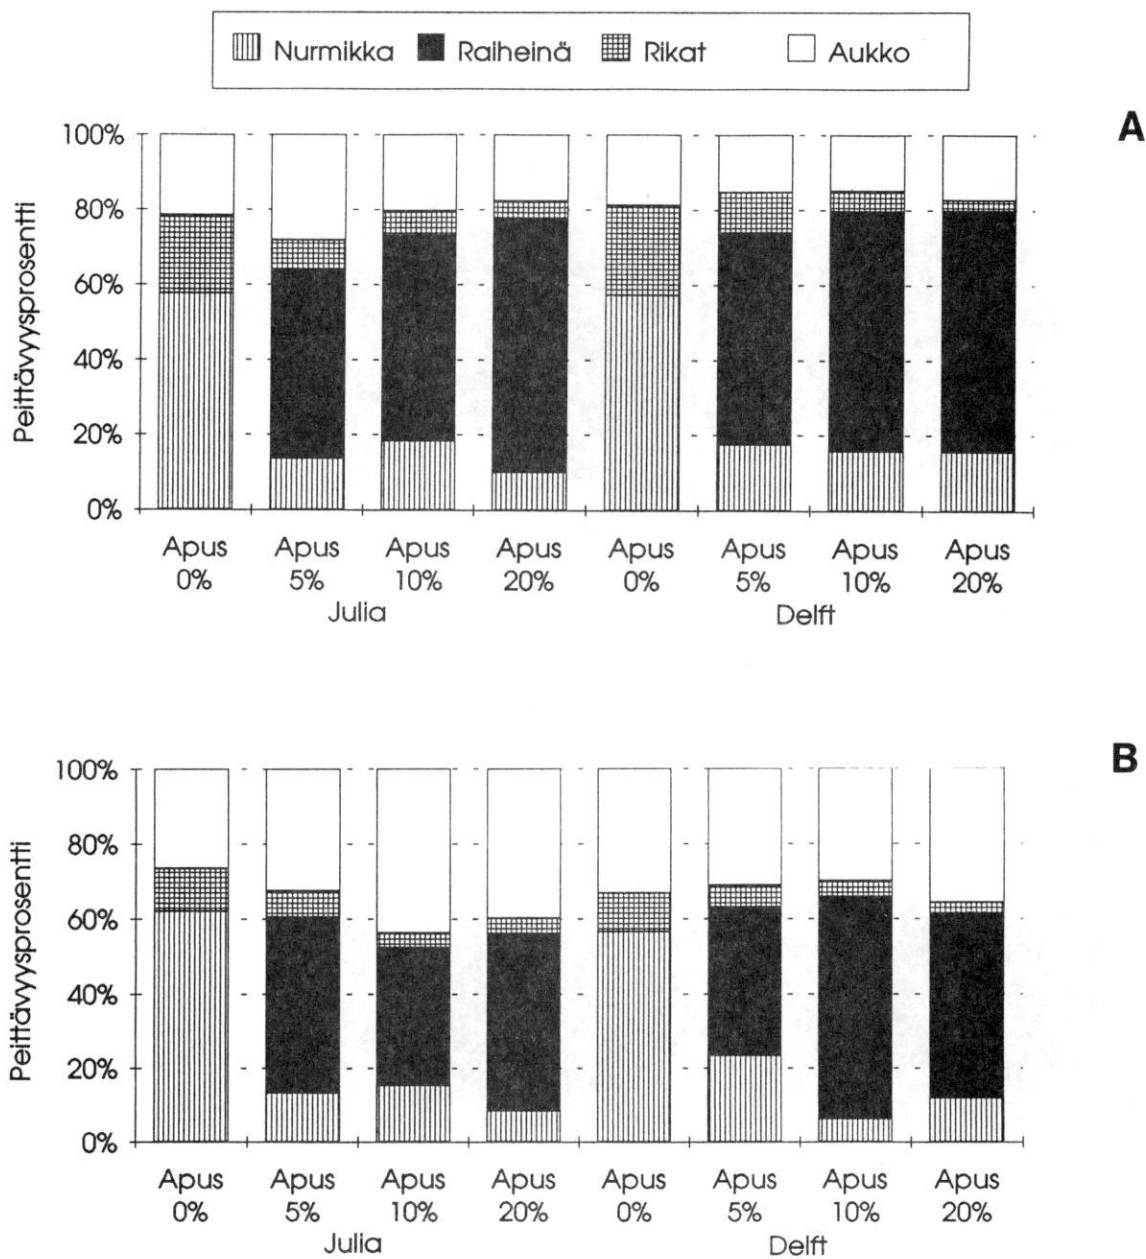 Nurmikka Raiheinä Rikat Aukko
A
100%
80%
60%
40%
20%
0%
Peittävyysprosentti
Apus Apus Apus Apus Apus Apus Apus Apus
0% 5% 10% 20% 0% 5% 10% 20%
Julia Delft
B
100%
80%
60%
40%
20%
0%
Peittävyysprosentti
Apus Apus Apus Apus Apus Apus Apus Apus
0% 5% 10% 20% 0% 5% 10% 20%
Julia Delft